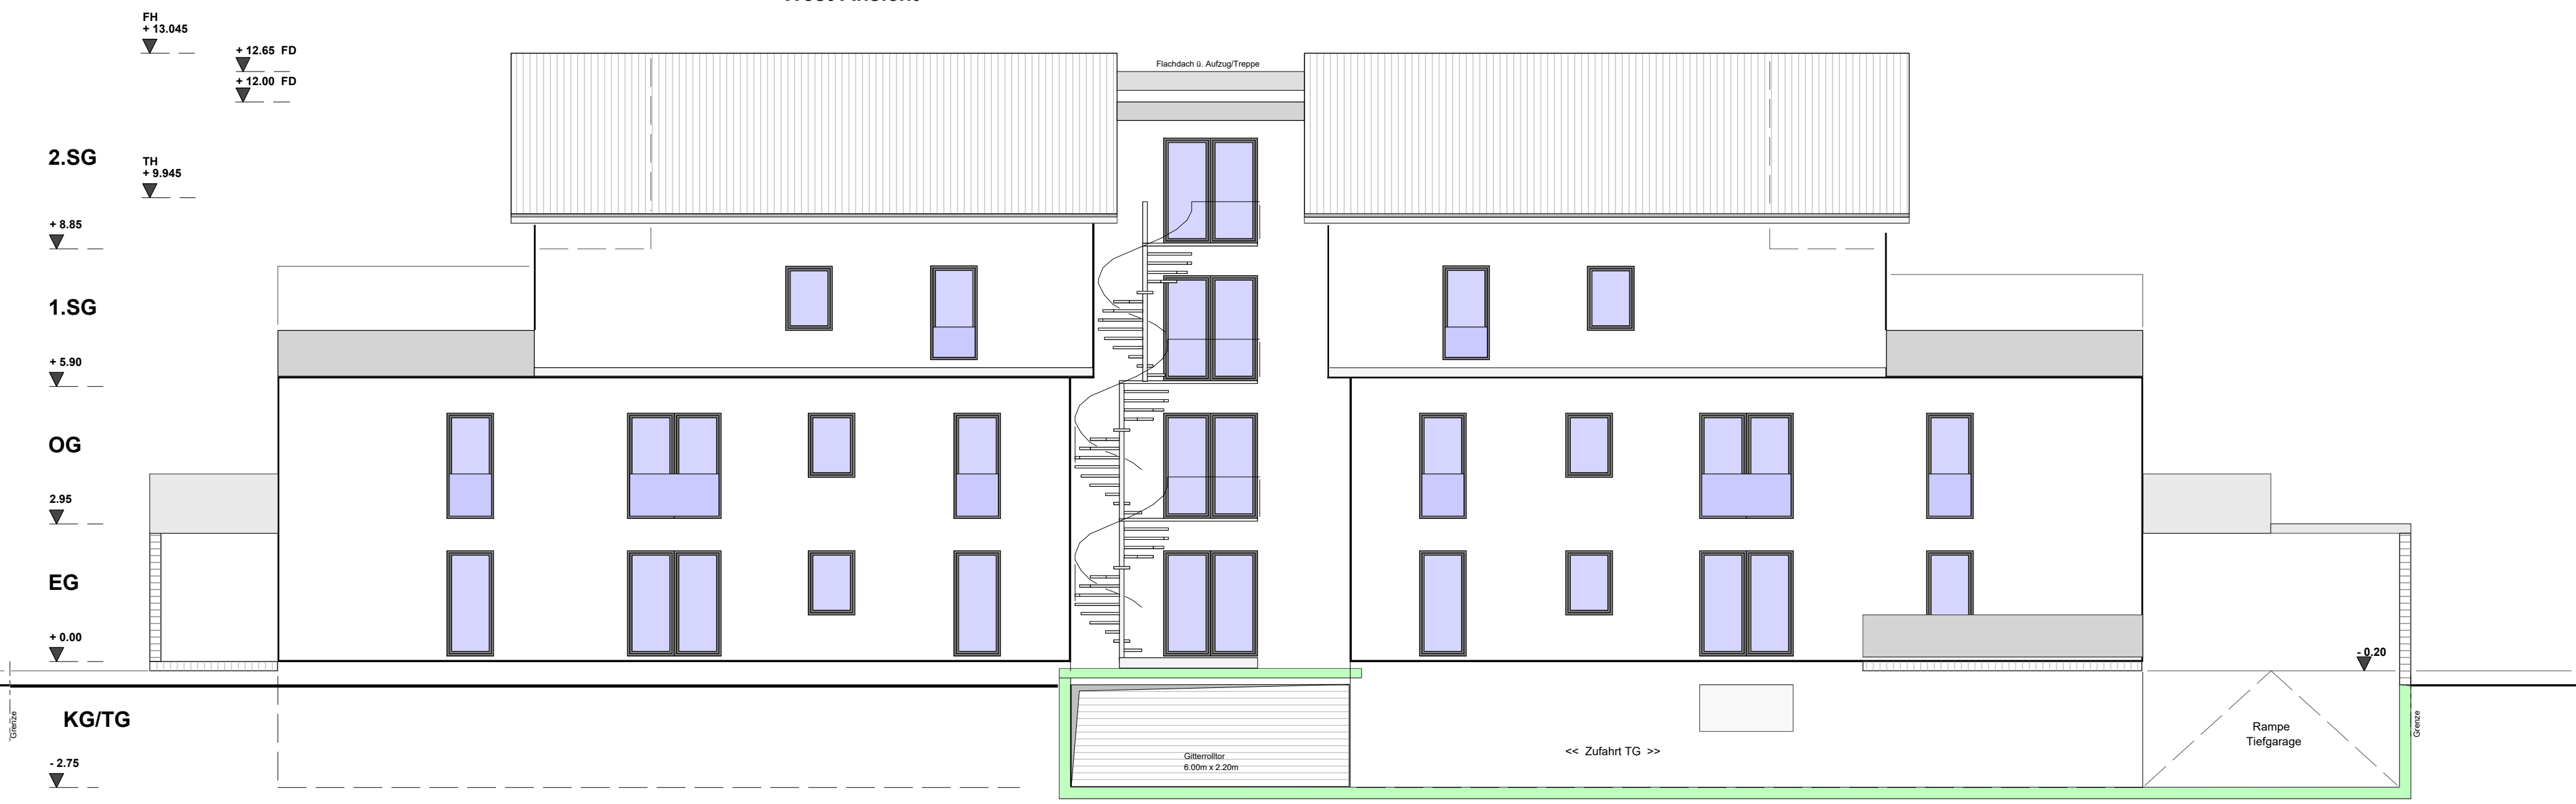 FH
+ 13.045
+ 12.65 FD
+ 12.00 FD
Flachdach ü. Aufzug/Treppe
2.SG
TH
+ 9.945
+ 8.85
1.SG
+ 5.90
OG
2.95
EG
+ 0.00
- 0.20
Grenze
KG/TG
Grenze
Rampe
Tiefgarage
<< Zufahrt TG >>
Gitterrolltor
6.00m x 2.20m
- 2.75